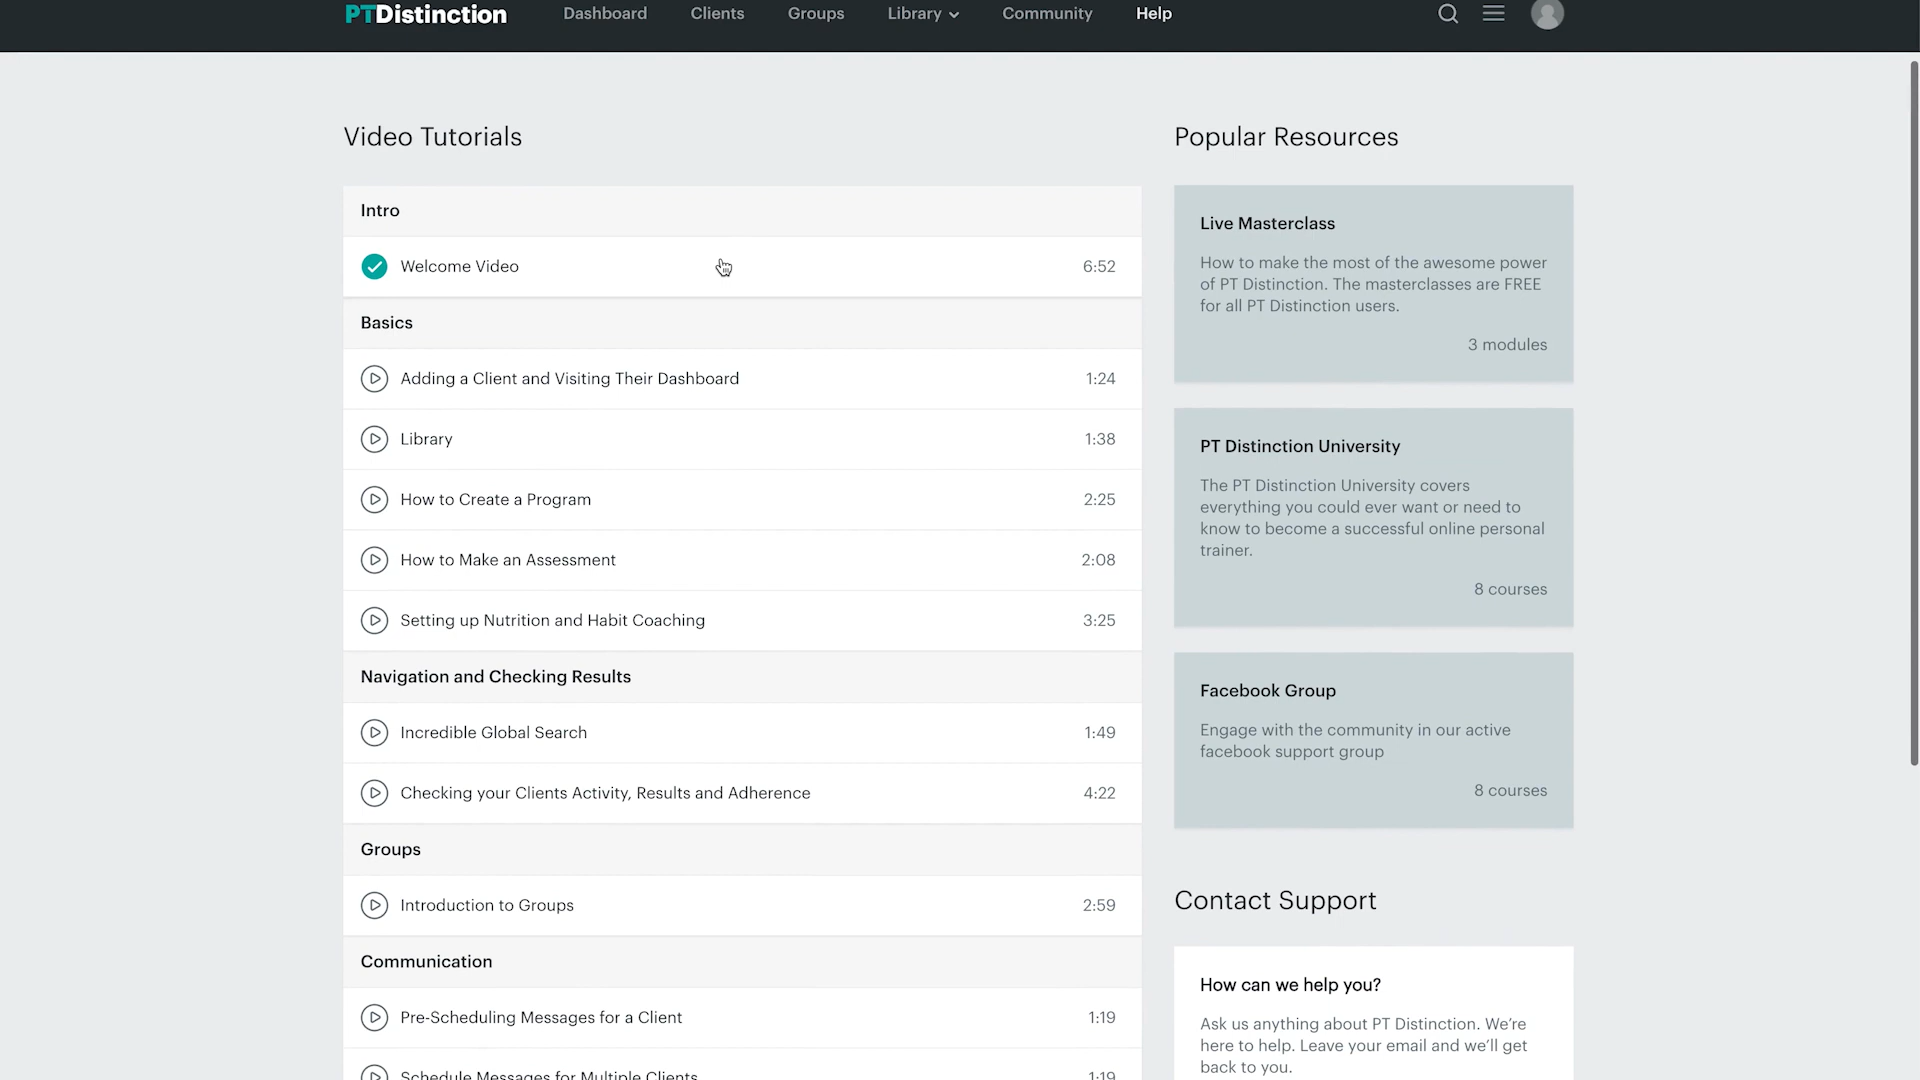 PTDistinction
Dashboard
Clients
Groups
Library
Community
Help
Video Tutorials
Intro
Welcome Video 6:52
Basics
Adding a Client and Visiting Their Dashboard 1:24
Library 1:38
How to Create a Program 2:25
How to Make an Assessment 2:08
Setting up Nutrition and Habit Coaching 3:25
Navigation and Checking Results
Incredible Global Search 1:49
Checking your Clients Activity, Results and Adherence 4:22
Groups
Introduction to Groups 2:59
Communication
Pre-Scheduling Messages for a Client 1:19
Schedule Messages for Multiple Clients 1:19
Popular Resources
Live Masterclass
How to make the most of the awesome power
of PT Distinction. The masterclasses are FREE
for all PT Distinction users.
3 modules
PT Distinction University
The PT Distinction University covers
everything you could ever want or need to
know to become a successful online personal
trainer.
8 courses
Facebook Group
Engage with the community in our active
facebook support group
8 courses
Contact Support
How can we help you?
Ask us anything about PT Distinction. We’re
here to help. Leave your email and we’ll get
back to you.